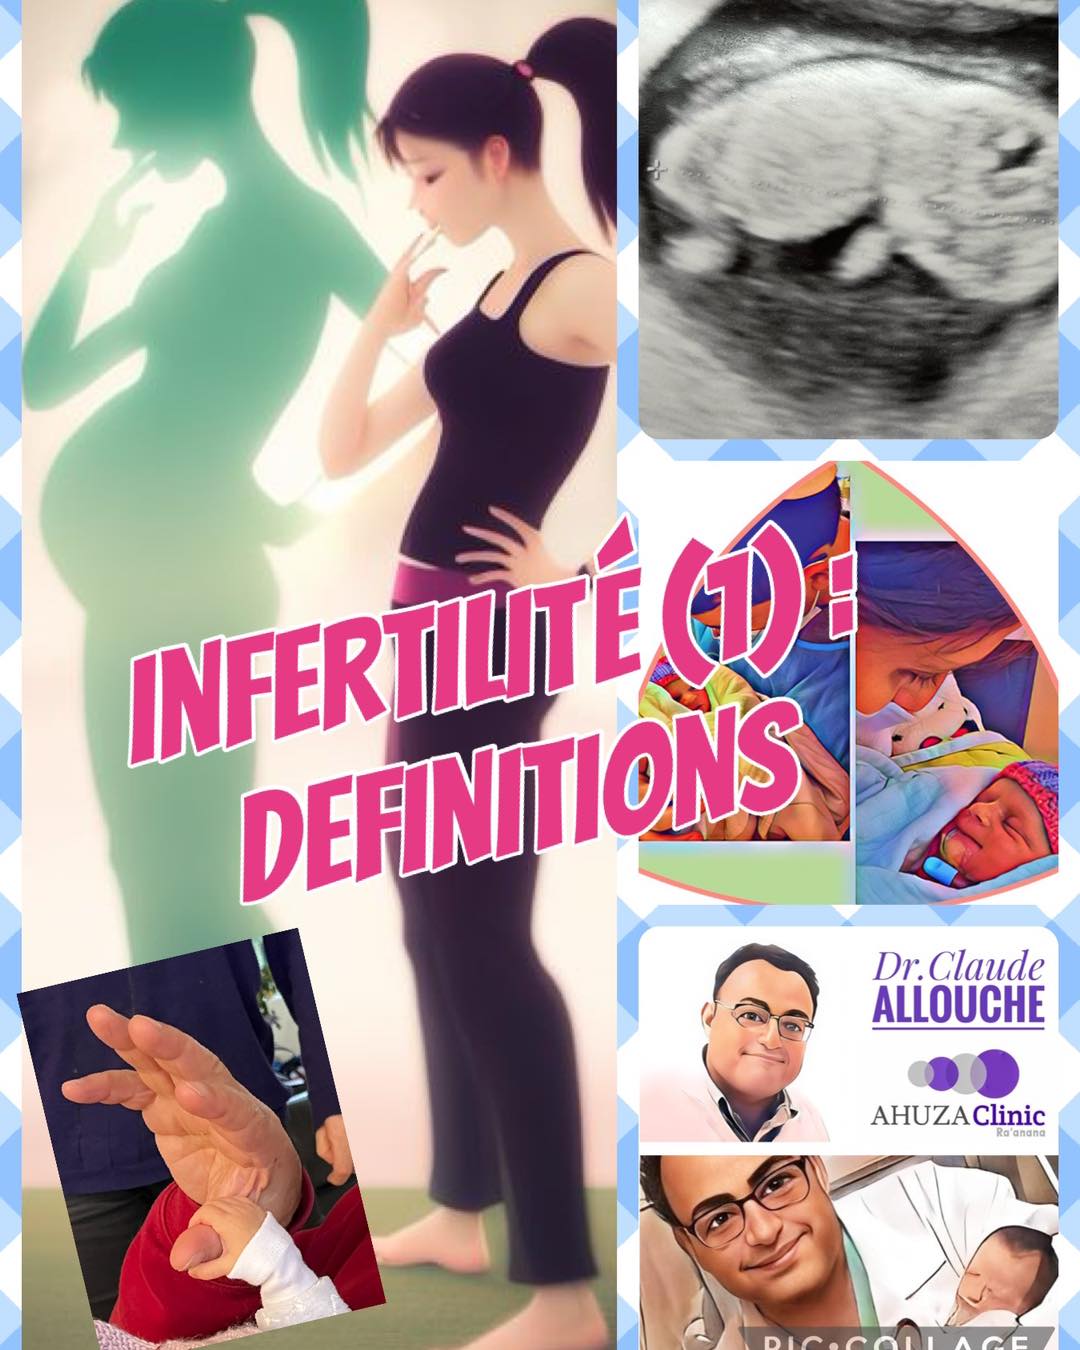 INFERTILITÉ (1) :
DEFINITIONS
Dr.Claude
ALLOUCHE
AHUZA Clinic
Ra'anana
PIC•COLLAGE